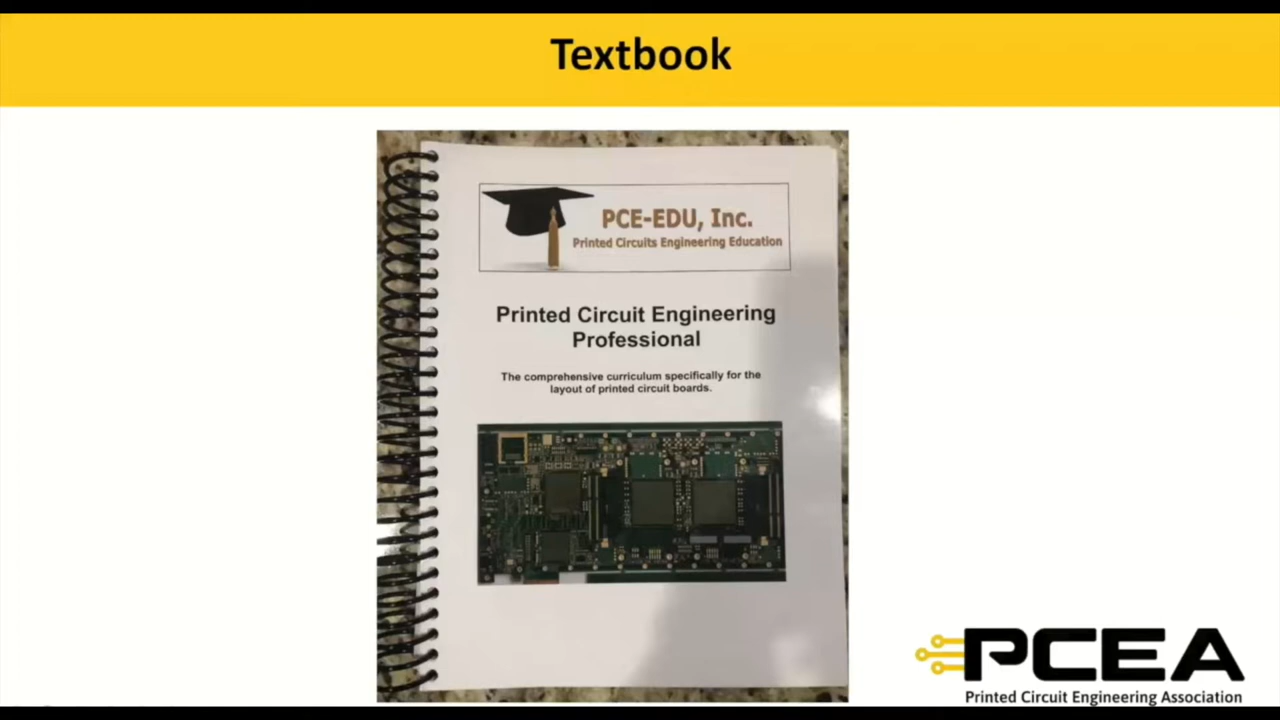 Textbook
PCE-EDU, Inc.
Printed Circuits Engineering Education
Printed Circuit Engineering
Professional
The comprehensive curriculum specifically for the
layout of printed circuit boards.
PCEA
Printed Circuit Engineering Association